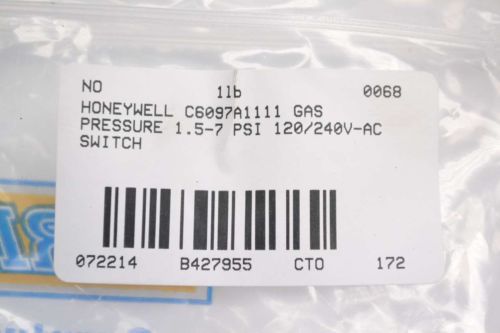 NO 1lb 0068
HONEYWELL C6097A1111 GAS
PRESSURE 1.5-7 PSI 120/240V-AC
SWITCH
072214 B427955 CTO 172